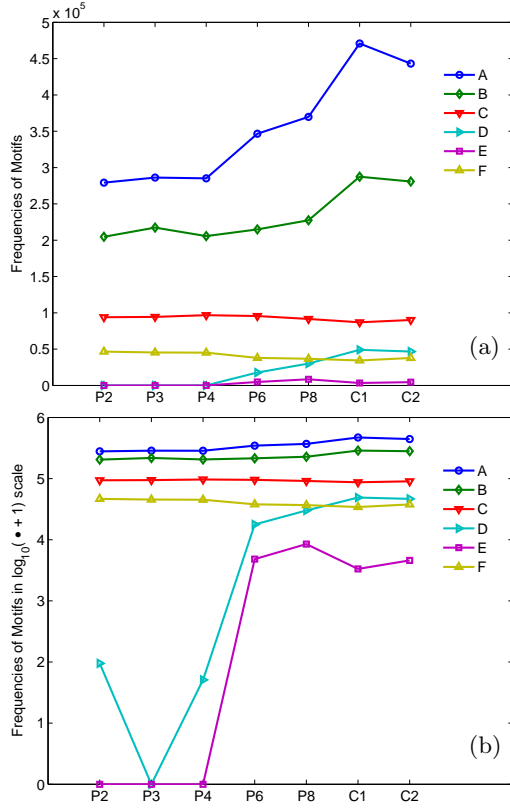 × 10⁵
5
4.5
4
3.5
3
2.5
2
1.5
1
0.5
0
Frequencies of Motifs
P2 P3 P4 P6 P8 C1 C2
A
B
C
D
E
F
(a)
6
5
4
3
2
1
0
Frequencies of Motifs in log₁₀( • + 1) scale
P2 P3 P4 P6 P8 C1 C2
A
B
C
D
E
F
(b)